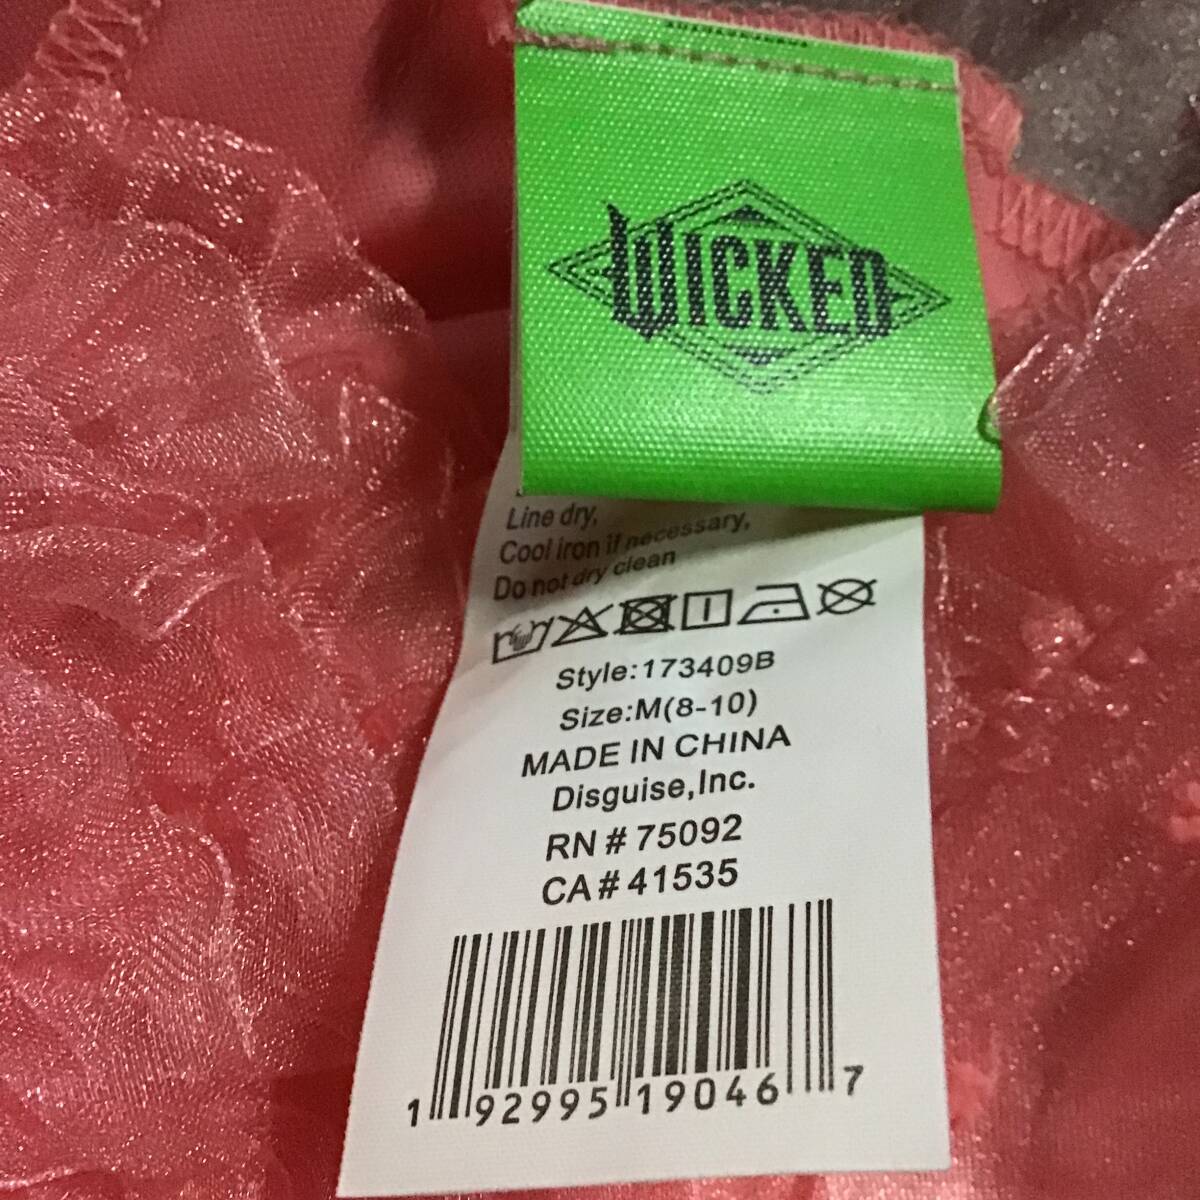 WICKED
Line dry,
Cool iron if necessary,
Do not dry clean
Style:173409B
Size:M(8-10)
MADE IN CHINA
Disguise,Inc.
RN # 75092
CA # 41535
1 92995 19046 7